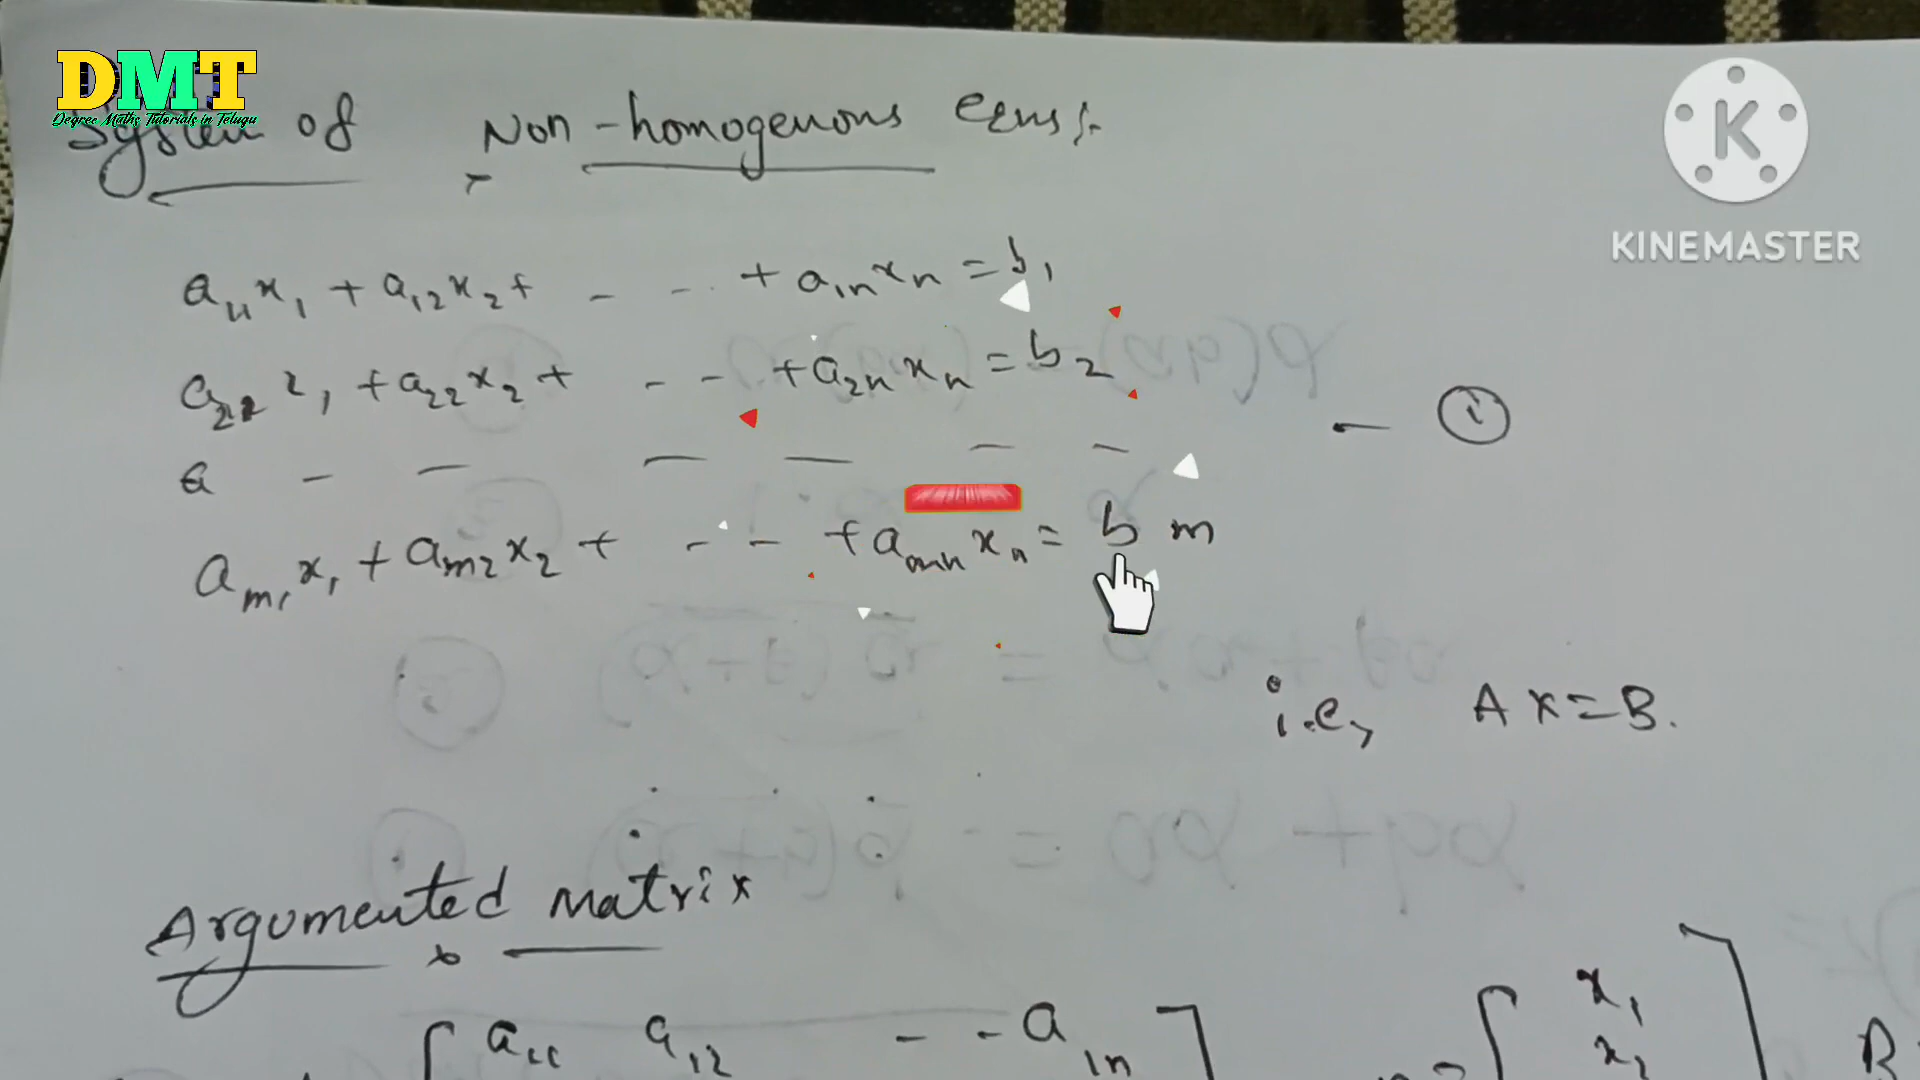 DMT
Degree Maths Tutorials in Telugu
System of Non-homogenous eqns:-
K
KINEMASTER
a₁₁x₁ + a₁₂x₂ + - - + a₁ₙxₙ = b₁
+ a₂₂x₂ + - - + a₂ₙxₙ = b₂
a - - - - - -
— ①
aₘ₁x₁ + aₘ₂x₂ + - - + aₘₙxₙ = bm
i.e, Ax = B.
Argumented matrix
[ a₁₁ a₁₂ - - a₁ₙ ] = [ x₁
x₂ ] B